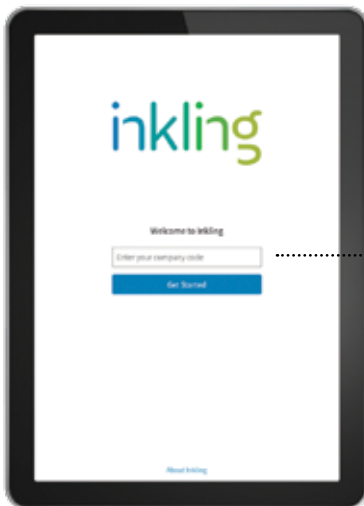 inkling
Welcome to Inkling
Enter your company code
Get Started
About Inkling